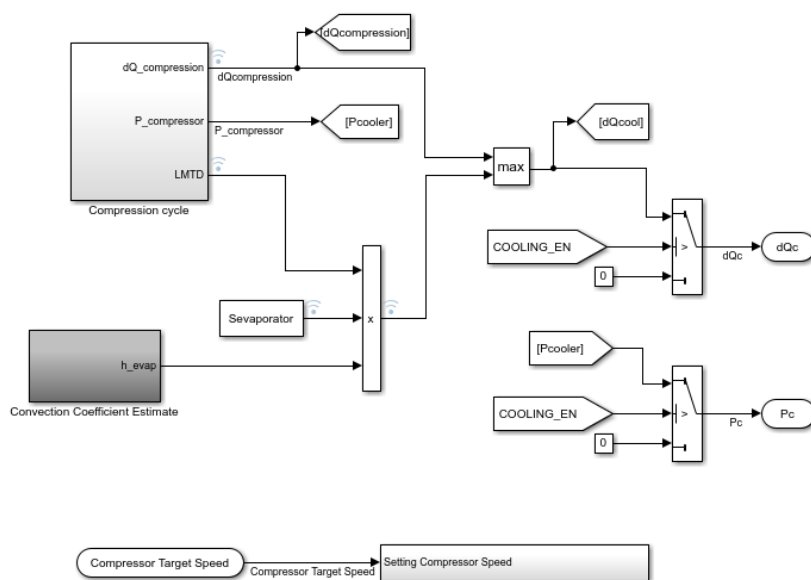 [dQcompression]
dQ_compression
dQcompression
P_compressor
P_compressor
[Pcooler]
LMTD
Compression cycle
[dQcool]
max
COOLING_EN
>
dQc
dQc
0
Sevaporator
x
h_evap
Convection Coefficient Estimate
[Pcooler]
COOLING_EN
>
Pc
Pc
0
Compressor Target Speed
Compressor Target Speed
Setting Compressor Speed